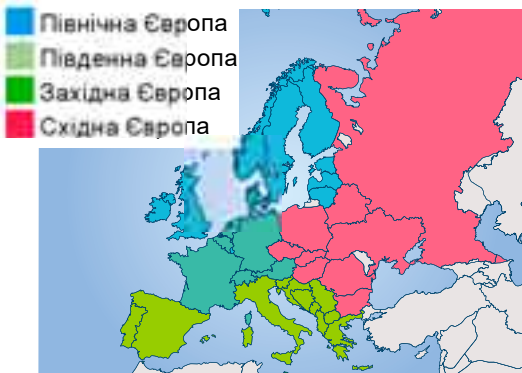 Північна Європа
Південна Європа
Західна Європа
Східна Європа